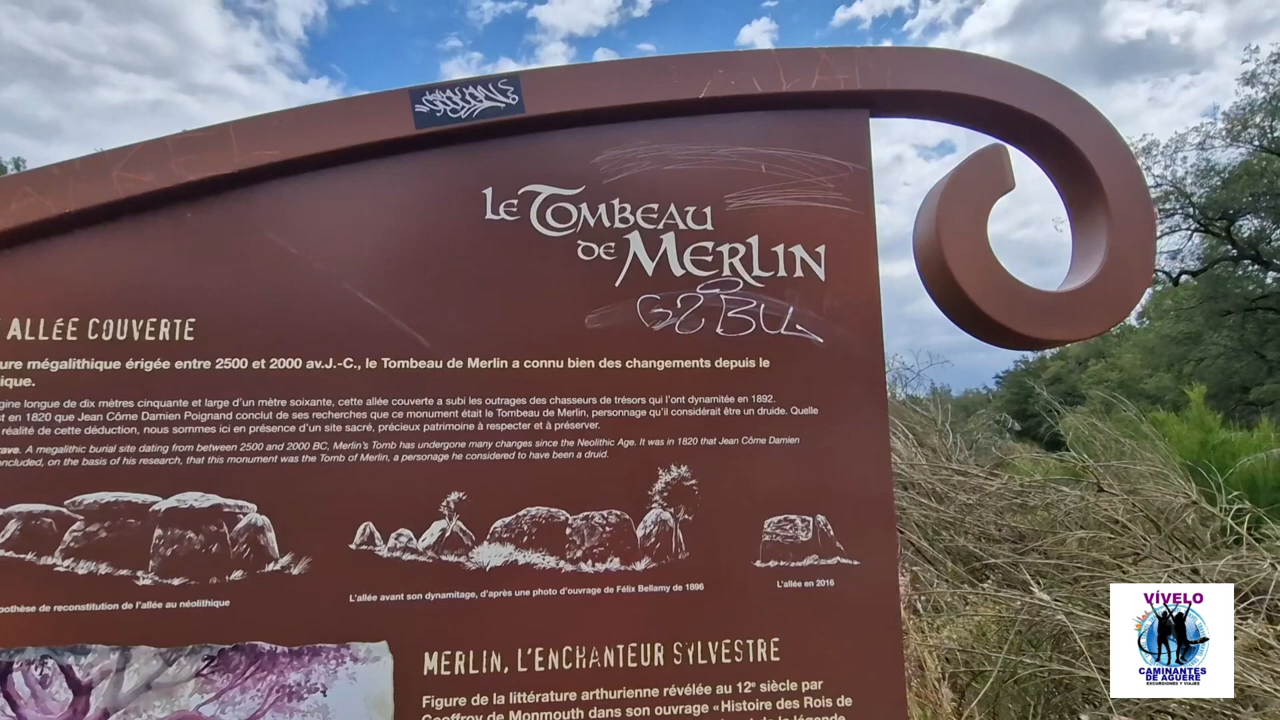 LE TOMBEAU
DE MERLIN
G2BU
ALLÉE COUVERTE
ure mégalithique érigée entre 2500 et 2000 av.J.-C., le Tombeau de Merlin a connu bien des changements depuis le
ique.
gine longue de dix mètres cinquante et large d'un mètre soixante, cette allée couverte a subi les outrages des chasseurs de trésors qui l'ont dynamitée en 1892.
st en 1820 que Jean Côme Damien Poignand conclut de ses recherches que ce monument était le Tombeau de Merlin, personnage qu'il considérait être un druide. Quelle
réalité de cette déduction, nous sommes ici en présence d'un site sacré, précieux patrimoine à respecter et à préserver.
rave. A megalithic burial site dating from between 2500 and 2000 BC, Merlin's Tomb has undergone many changes since the Neolithic Age. It was in 1820 that Jean Côme Damien
oncluded, on the basis of his research, that this monument was the Tomb of Merlin, a personage he considered to have been a druid.
pothèse de reconstitution de l'allée au néolithique
L'allée avant son dynamitage, d'après une photo d'ouvrage de Félix Bellamy de 1896
L'allée en 2016
MERLIN, L'ENCHANTEUR SYLVESTRE
Figure de la littérature arthurienne révélée au 12e siècle par
Geoffroy de Monmouth dans son ouvrage «Histoire des Rois de
de la légende
VÍVELO
CAMINANTES
DE AGUERE
EXCURSIONES Y VIAJES